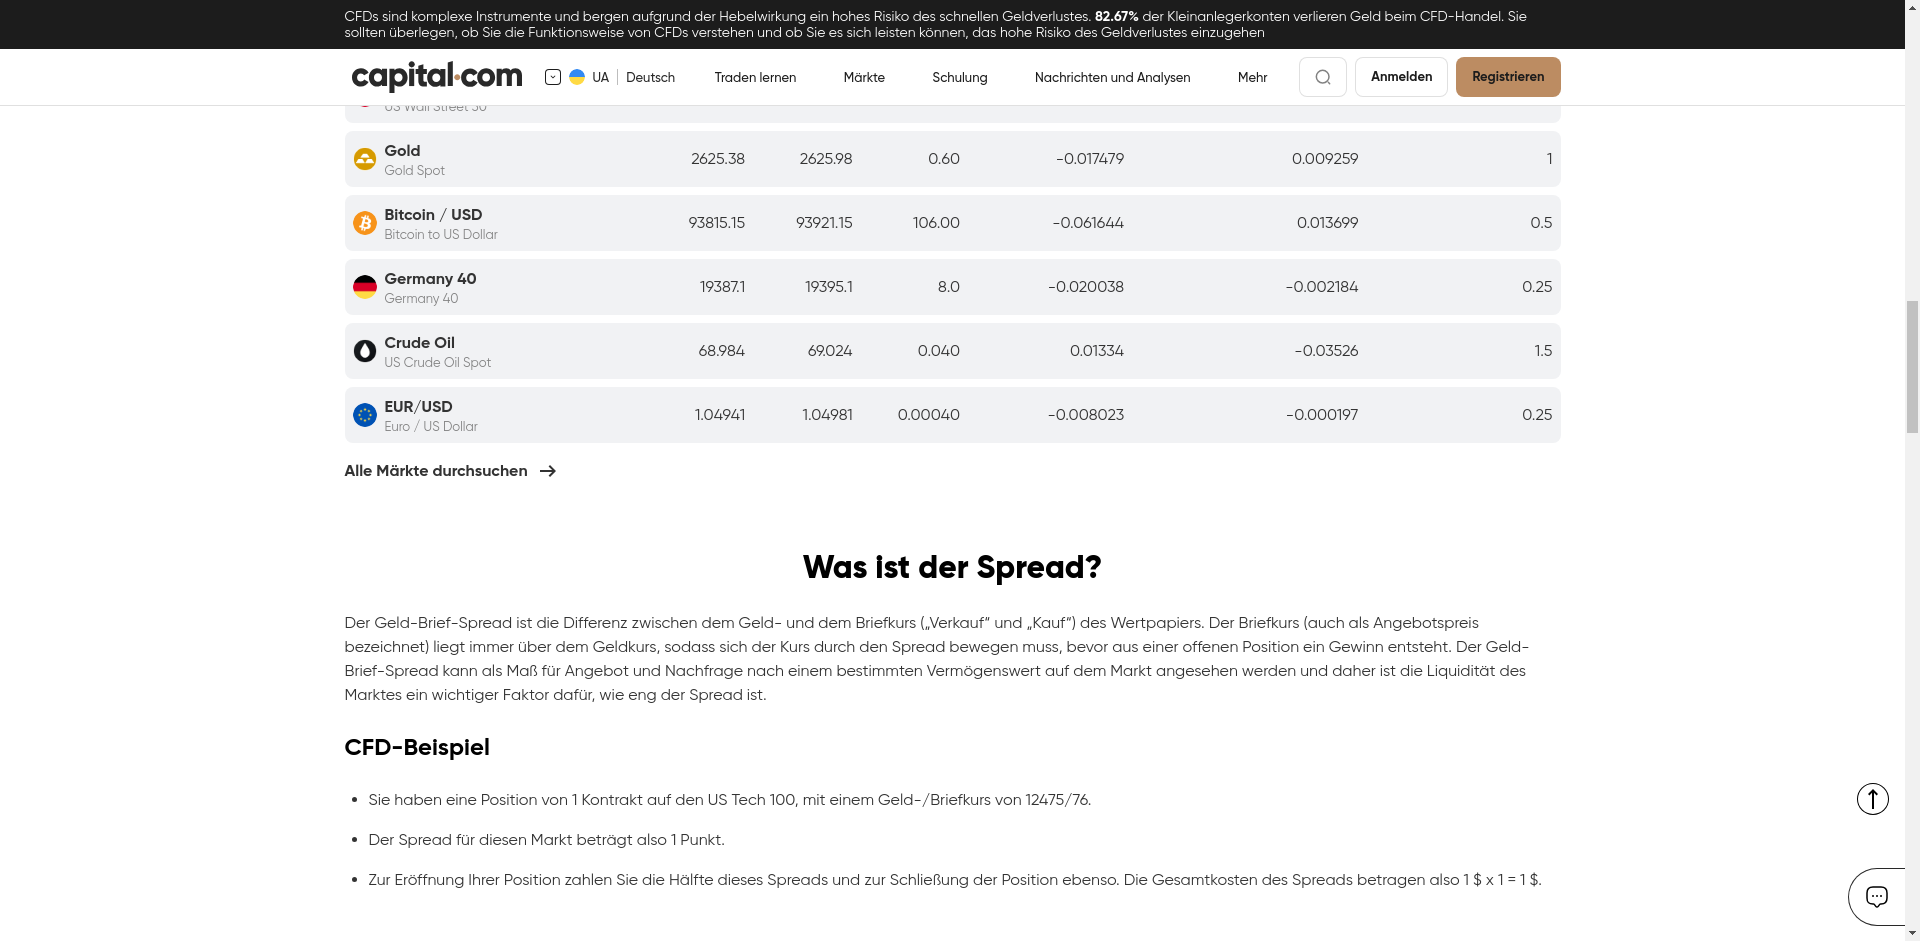 CFDs sind komplexe Instrumente und bergen aufgrund der Hebelwirkung ein hohes Risiko des schnellen Geldverlustes. 82.67% der Kleinanlegerkonten verlieren Geld beim CFD-Handel. Sie
sollten überlegen, ob Sie die Funktionsweise von CFDs verstehen und ob Sie es sich leisten können, das hohe Risiko des Geldverlustes einzugehen
capital.com UA Deutsch Traden lernen Märkte Schulung Nachrichten und Analysen Mehr Anmelden Registrieren
US Wall Street 30
Gold
Gold Spot
2625.38 2625.98 0.60 -0.017479 0.009259 1
Bitcoin / USD
Bitcoin to US Dollar
93815.15 93921.15 106.00 -0.061644 0.013699 0.5
Germany 40
Germany 40
19387.1 19395.1 8.0 -0.020038 -0.002184 0.25
Crude Oil
US Crude Oil Spot
68.984 69.024 0.040 0.01334 -0.03526 1.5
EUR/USD
Euro / US Dollar
1.04941 1.04981 0.00040 -0.008023 -0.000197 0.25
Alle Märkte durchsuchen
Was ist der Spread?
Der Geld-Brief-Spread ist die Differenz zwischen dem Geld- und dem Briefkurs („Verkauf“ und „Kauf“) des Wertpapiers. Der Briefkurs (auch als Angebotspreis
bezeichnet) liegt immer über dem Geldkurs, sodass sich der Kurs durch den Spread bewegen muss, bevor aus einer offenen Position ein Gewinn entsteht. Der Geld-
Brief-Spread kann als Maß für Angebot und Nachfrage nach einem bestimmten Vermögenswert auf dem Markt angesehen werden und daher ist die Liquidität des
Marktes ein wichtiger Faktor dafür, wie eng der Spread ist.
CFD-Beispiel
• Sie haben eine Position von 1 Kontrakt auf den US Tech 100, mit einem Geld-/Briefkurs von 12475/76.
• Der Spread für diesen Markt beträgt also 1 Punkt.
• Zur Eröffnung Ihrer Position zahlen Sie die Hälfte dieses Spreads und zur Schließung der Position ebenso. Die Gesamtkosten des Spreads betragen also 1 $ x 1 = 1 $.